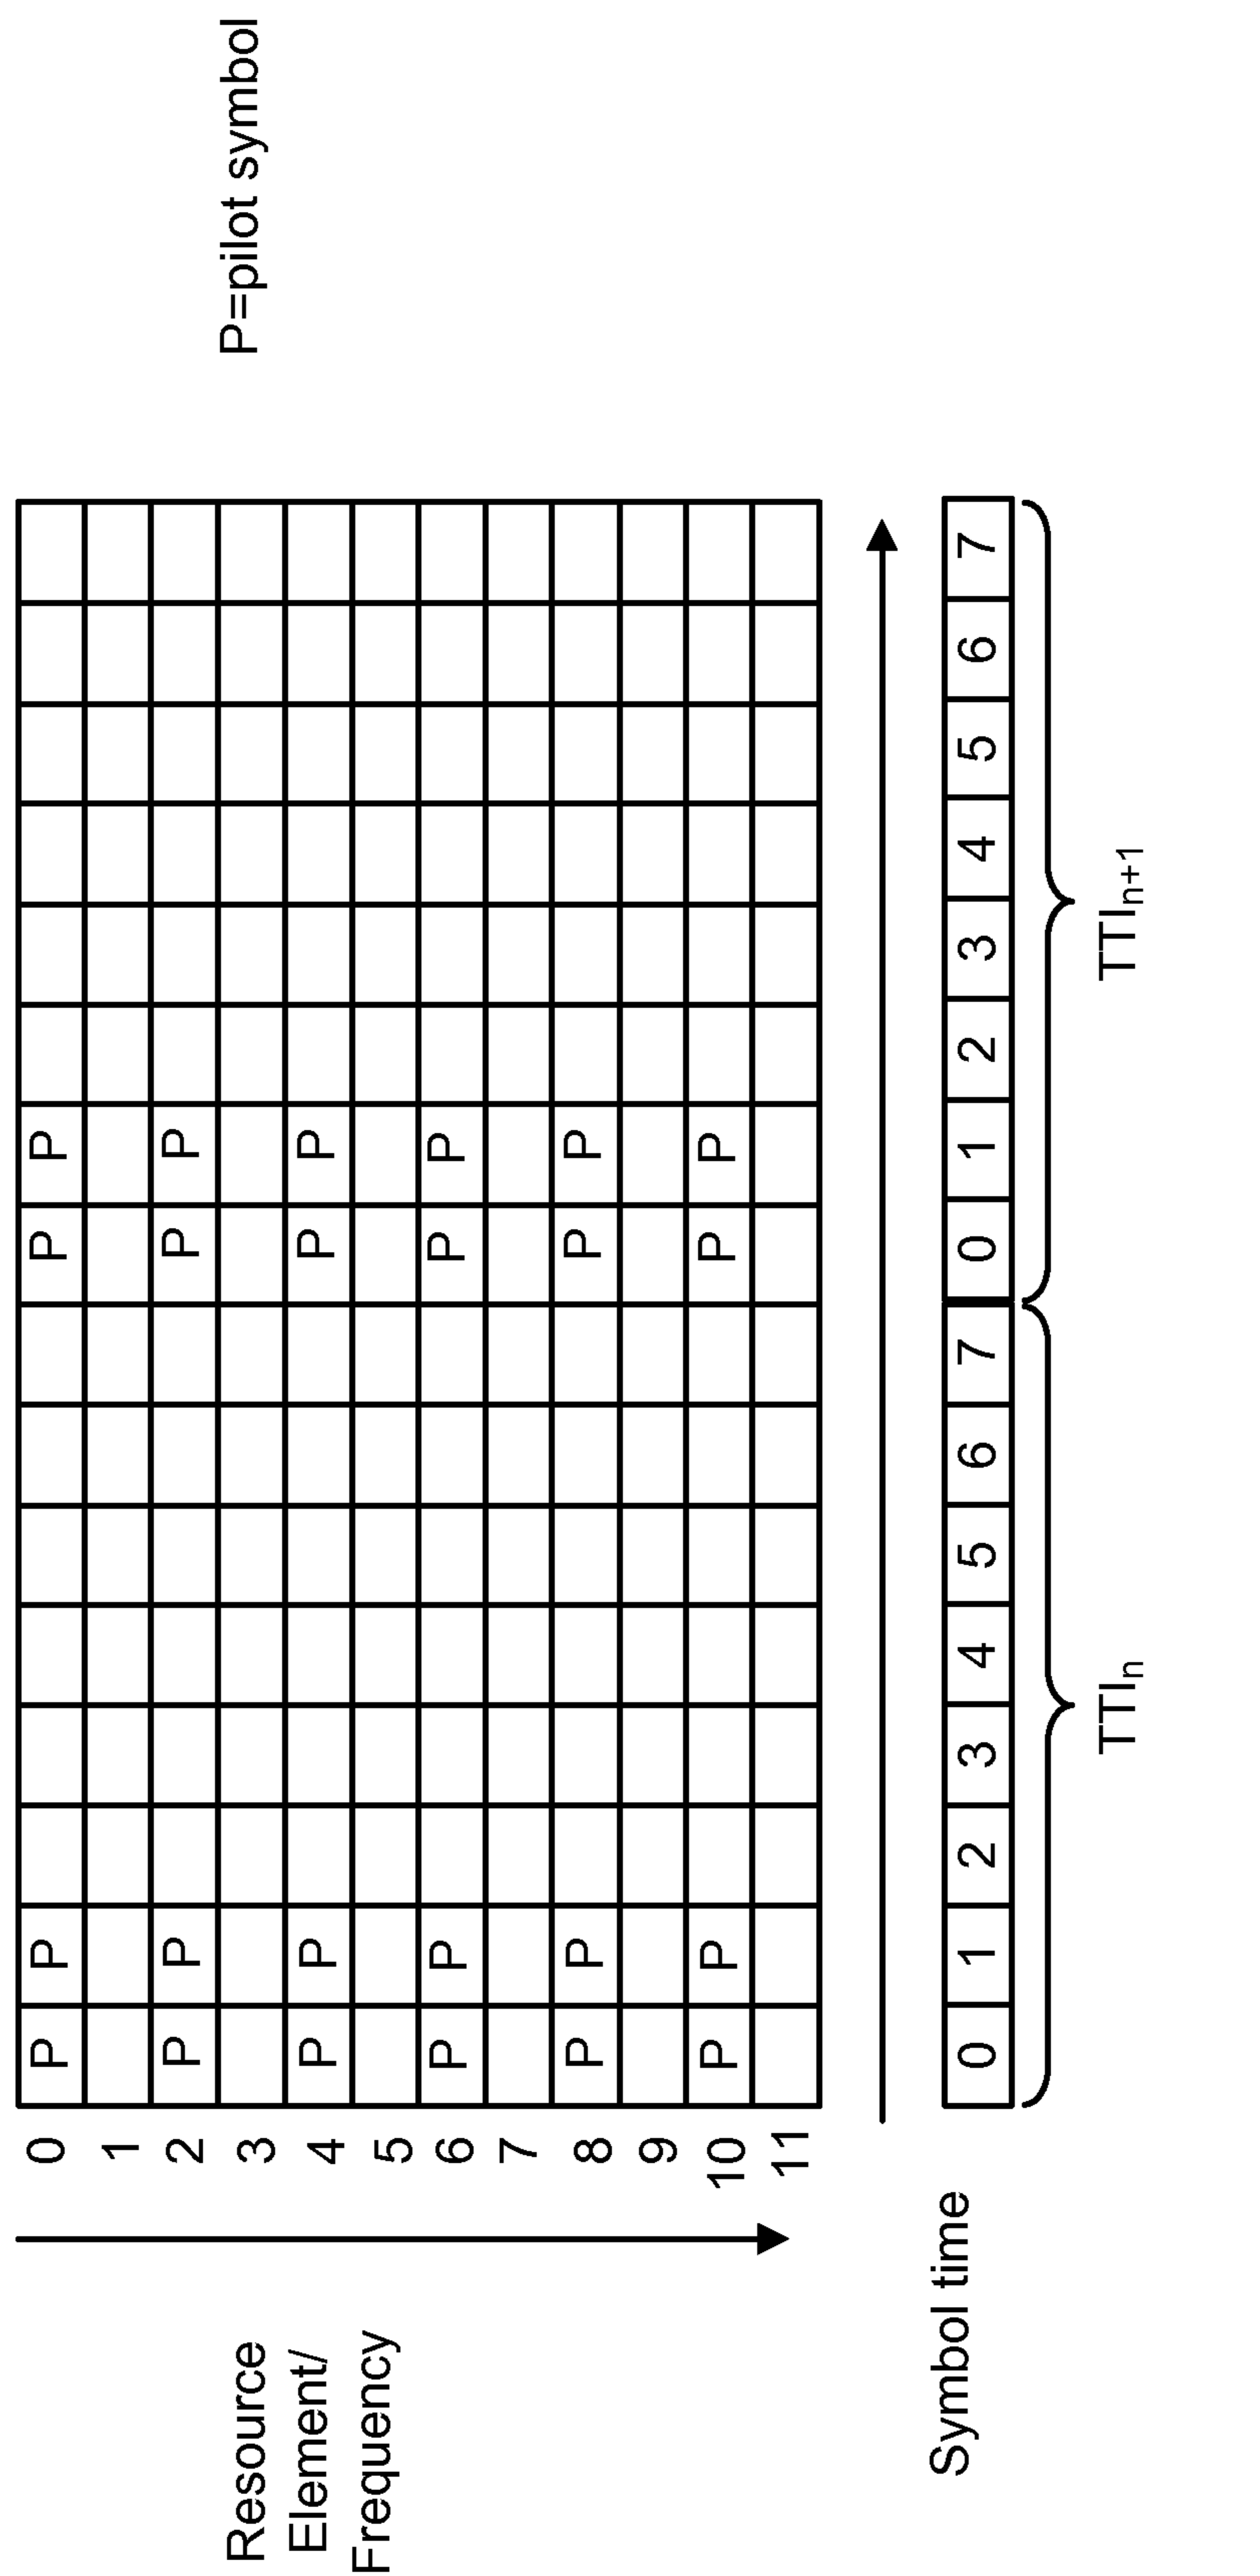 P=pilot symbol
Resource
Element/
Frequency
0 P P P P
1
2 P P P P
3
4 P P P P
5
6 P P P P
7
8 P P P P
9
10 P P P P
11
Symbol time
0 1 2 3 4 5 6 7 0 1 2 3 4 5 6 7
TTIn TTIn+1